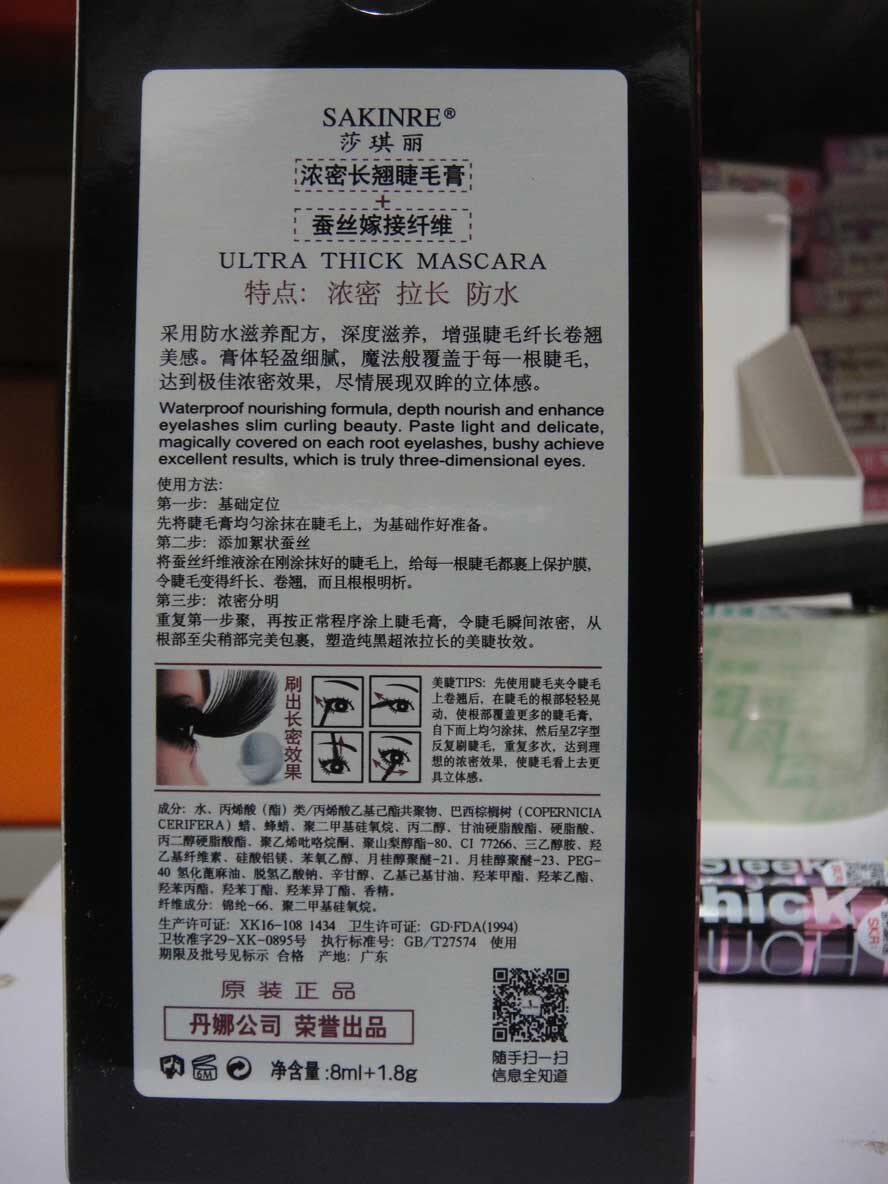 SAKINRE®
莎琪丽
浓密长翘睫毛膏
+
蚕丝嫁接纤维
ULTRA THICK MASCARA
特点：浓密 拉长 防水
采用防水滋养配方，深度滋养，增强睫毛纤长卷翘
美感。膏体轻盈细腻，魔法般覆盖于每一根睫毛，
达到极佳浓密效果，尽情展现双眸的立体感。
Waterproof nourishing formula, depth nourish and enhance
eyelashes slim curling beauty. Paste light and delicate,
magically covered on each root eyelashes, bushy achieve
excellent results, which is truly three-dimensional eyes.
使用方法：
第一步：基础定位
先将睫毛膏均匀涂抹在睫毛上，为基础作好准备。
第二步：添加絮状蚕丝
将蚕丝纤维液涂在刚涂抹好的睫毛上，给每一根睫毛都裹上保护膜，
令睫毛变得纤长、卷翘，而且根根明析。
第三步：浓密分明
重复第一步聚，再按正常程序涂上睫毛膏，令睫毛瞬间浓密，从
根部至尖稍部完美包裹，塑造纯黑超浓拉长的美睫妆效。
刷出长密效果
美睫TIPS：先使用睫毛夹令睫毛
上卷翘后，在睫毛的根部轻轻晃
动，使根部覆盖更多的睫毛膏，
自下而上均匀涂抹，然后呈Z字型
反复刷睫毛，重复多次，达到理
想的浓密效果，使睫毛看上去更
具立体感。
成分：水、丙烯酸（酯）类/丙烯酸乙基己酯共聚物、巴西棕榈树（COPERNICIA
CERIFERA）蜡、蜂蜡、聚二甲基硅氧烷、丙二醇、甘油硬脂酸酯、硬脂酸、
丙二醇硬脂酸酯、聚乙烯吡咯烷酮、聚山梨醇酯-80、CI 77266、三乙醇胺、羟
乙基纤维素、硅酸铝镁、苯氧乙醇、月桂醇聚醚-21、月桂醇聚醚-23、PEG-
40 氢化蓖麻油、脱氢乙酸钠、辛甘醇、乙基己基甘油、羟苯甲酯、羟苯乙酯、
羟苯丙酯、羟苯丁酯、羟苯异丁酯、香精。
纤维成分：锦纶-66、聚二甲基硅氧烷。
生产许可证：XK16-108 1434 卫生许可证：GD·FDA(1994)
卫妆准字29-XK-0895号 执行标准号：GB/T27574 使用
期限及批号见标示 合格 产地：广东
原装正品
丹娜公司 荣誉出品
6M
净含量:8ml+1.8g
随手扫一扫
信息全知道
Sleek
hick
SKR